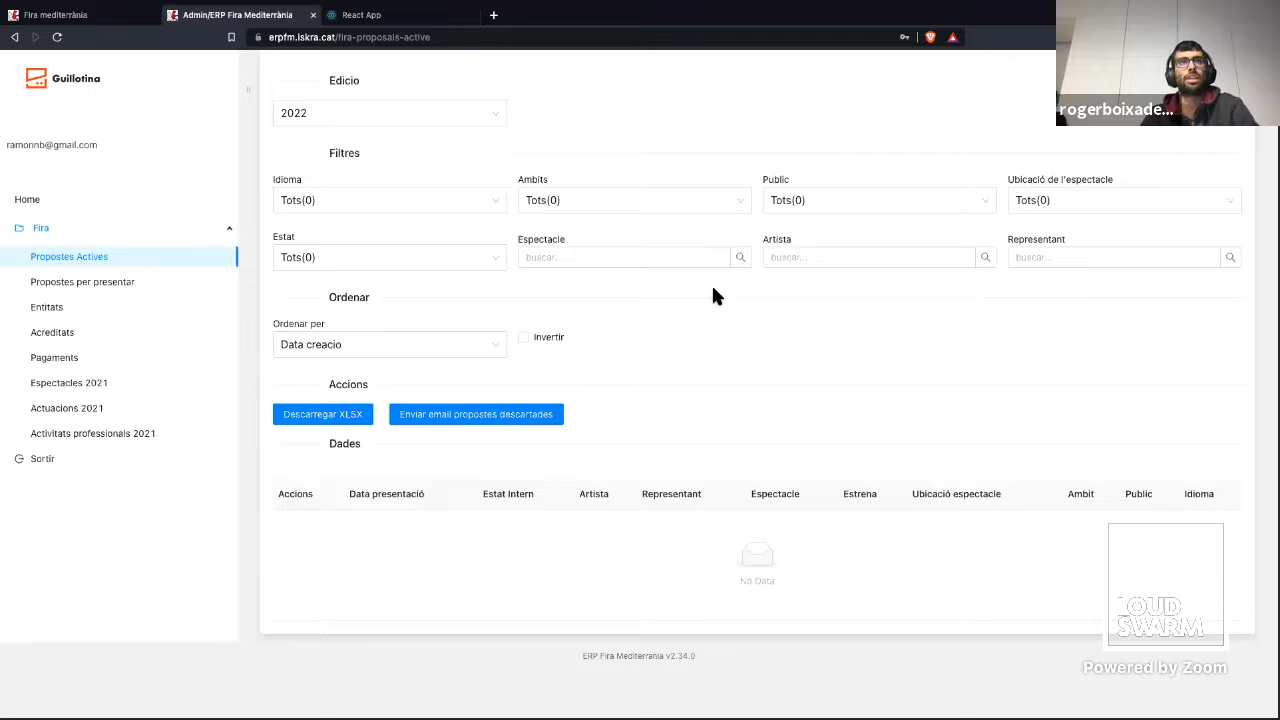 Fira mediterrània
Admin/ERP Fira Mediterrània
React App
erpfm.iskra.cat/fira-proposals-active
rogerboixade...
Guillotina
ramonnb@gmail.com
Home
Fira
Propostes Actives
Propostes per presentar
Entitats
Acreditats
Pagaments
Espectacles 2021
Actuacions 2021
Activitats professionals 2021
Sortir
Edicio
2022
Filtres
Idioma Ambits Public Ubicació de l'espectacle
Tots(0) Tots(0) Tots(0) Tots(0)
Estat Espectacle Artista Representant
Tots(0) buscar... buscar... buscar...
Ordenar
Ordenar per
Data creacio Invertir
Accions
Descarregar XLSX Enviar email propostes descartades
Dades
Accions Data presentació Estat Intern Artista Representant Espectacle Estrena Ubicació espectacle Ambit Public Idioma
No Data
LOUD
SWARM
Powered by Zoom
ERP Fira Mediterrania v2.34.0